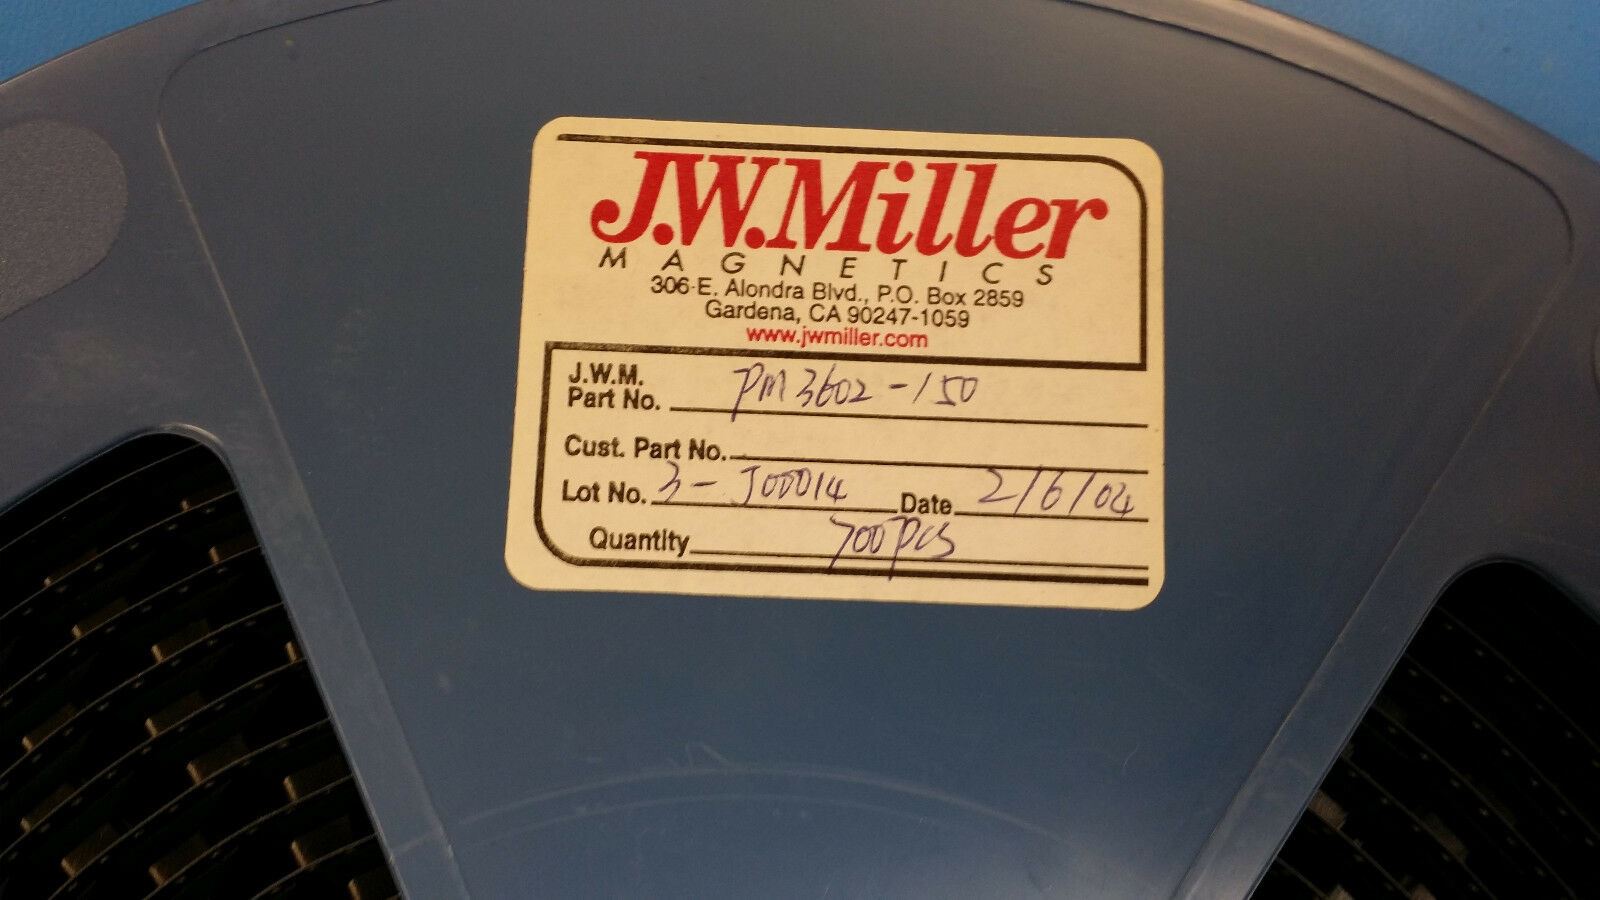 J.W.Miller
MAGNETICS
306 E. Alondra Blvd., P.O. Box 2859
Gardena, CA 90247-1059
www.jwmiller.com
J.W.M.
Part No. PM3602-150
Cust. Part No.
Lot No. 3-J00014 Date 2/6/04
Quantity 700pcs